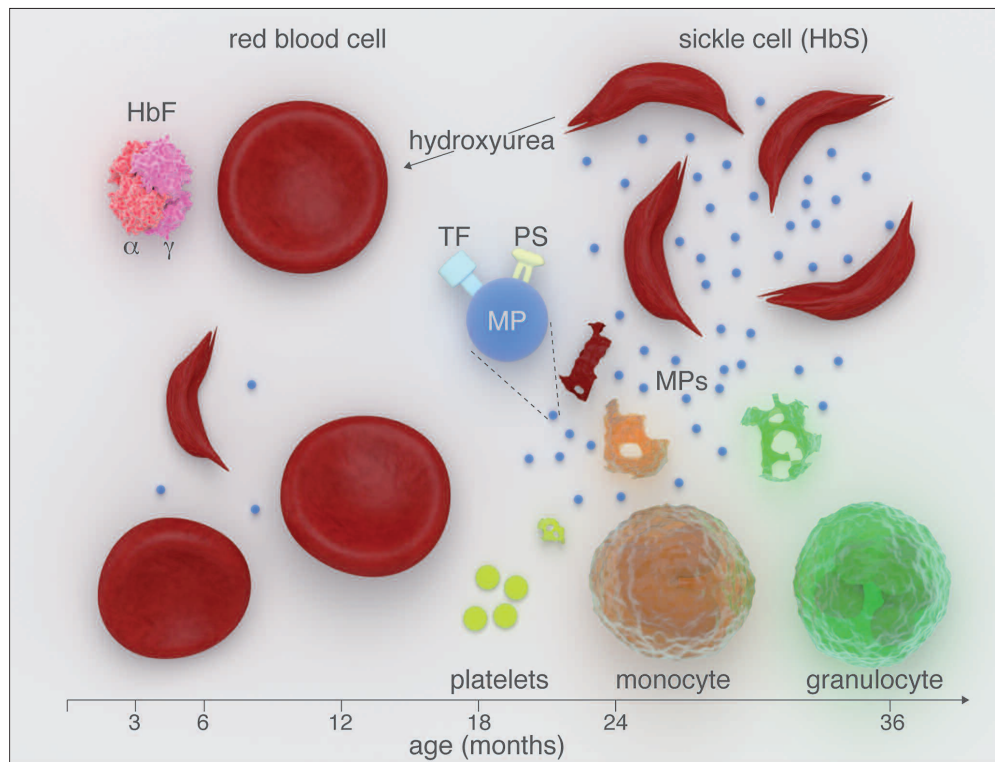 red blood cell
sickle cell (HbS)
HbF
hydroxyurea
α γ
TF PS
MP
MPs
platelets
monocyte
granulocyte
3 6 12 18 24 36
age (months)